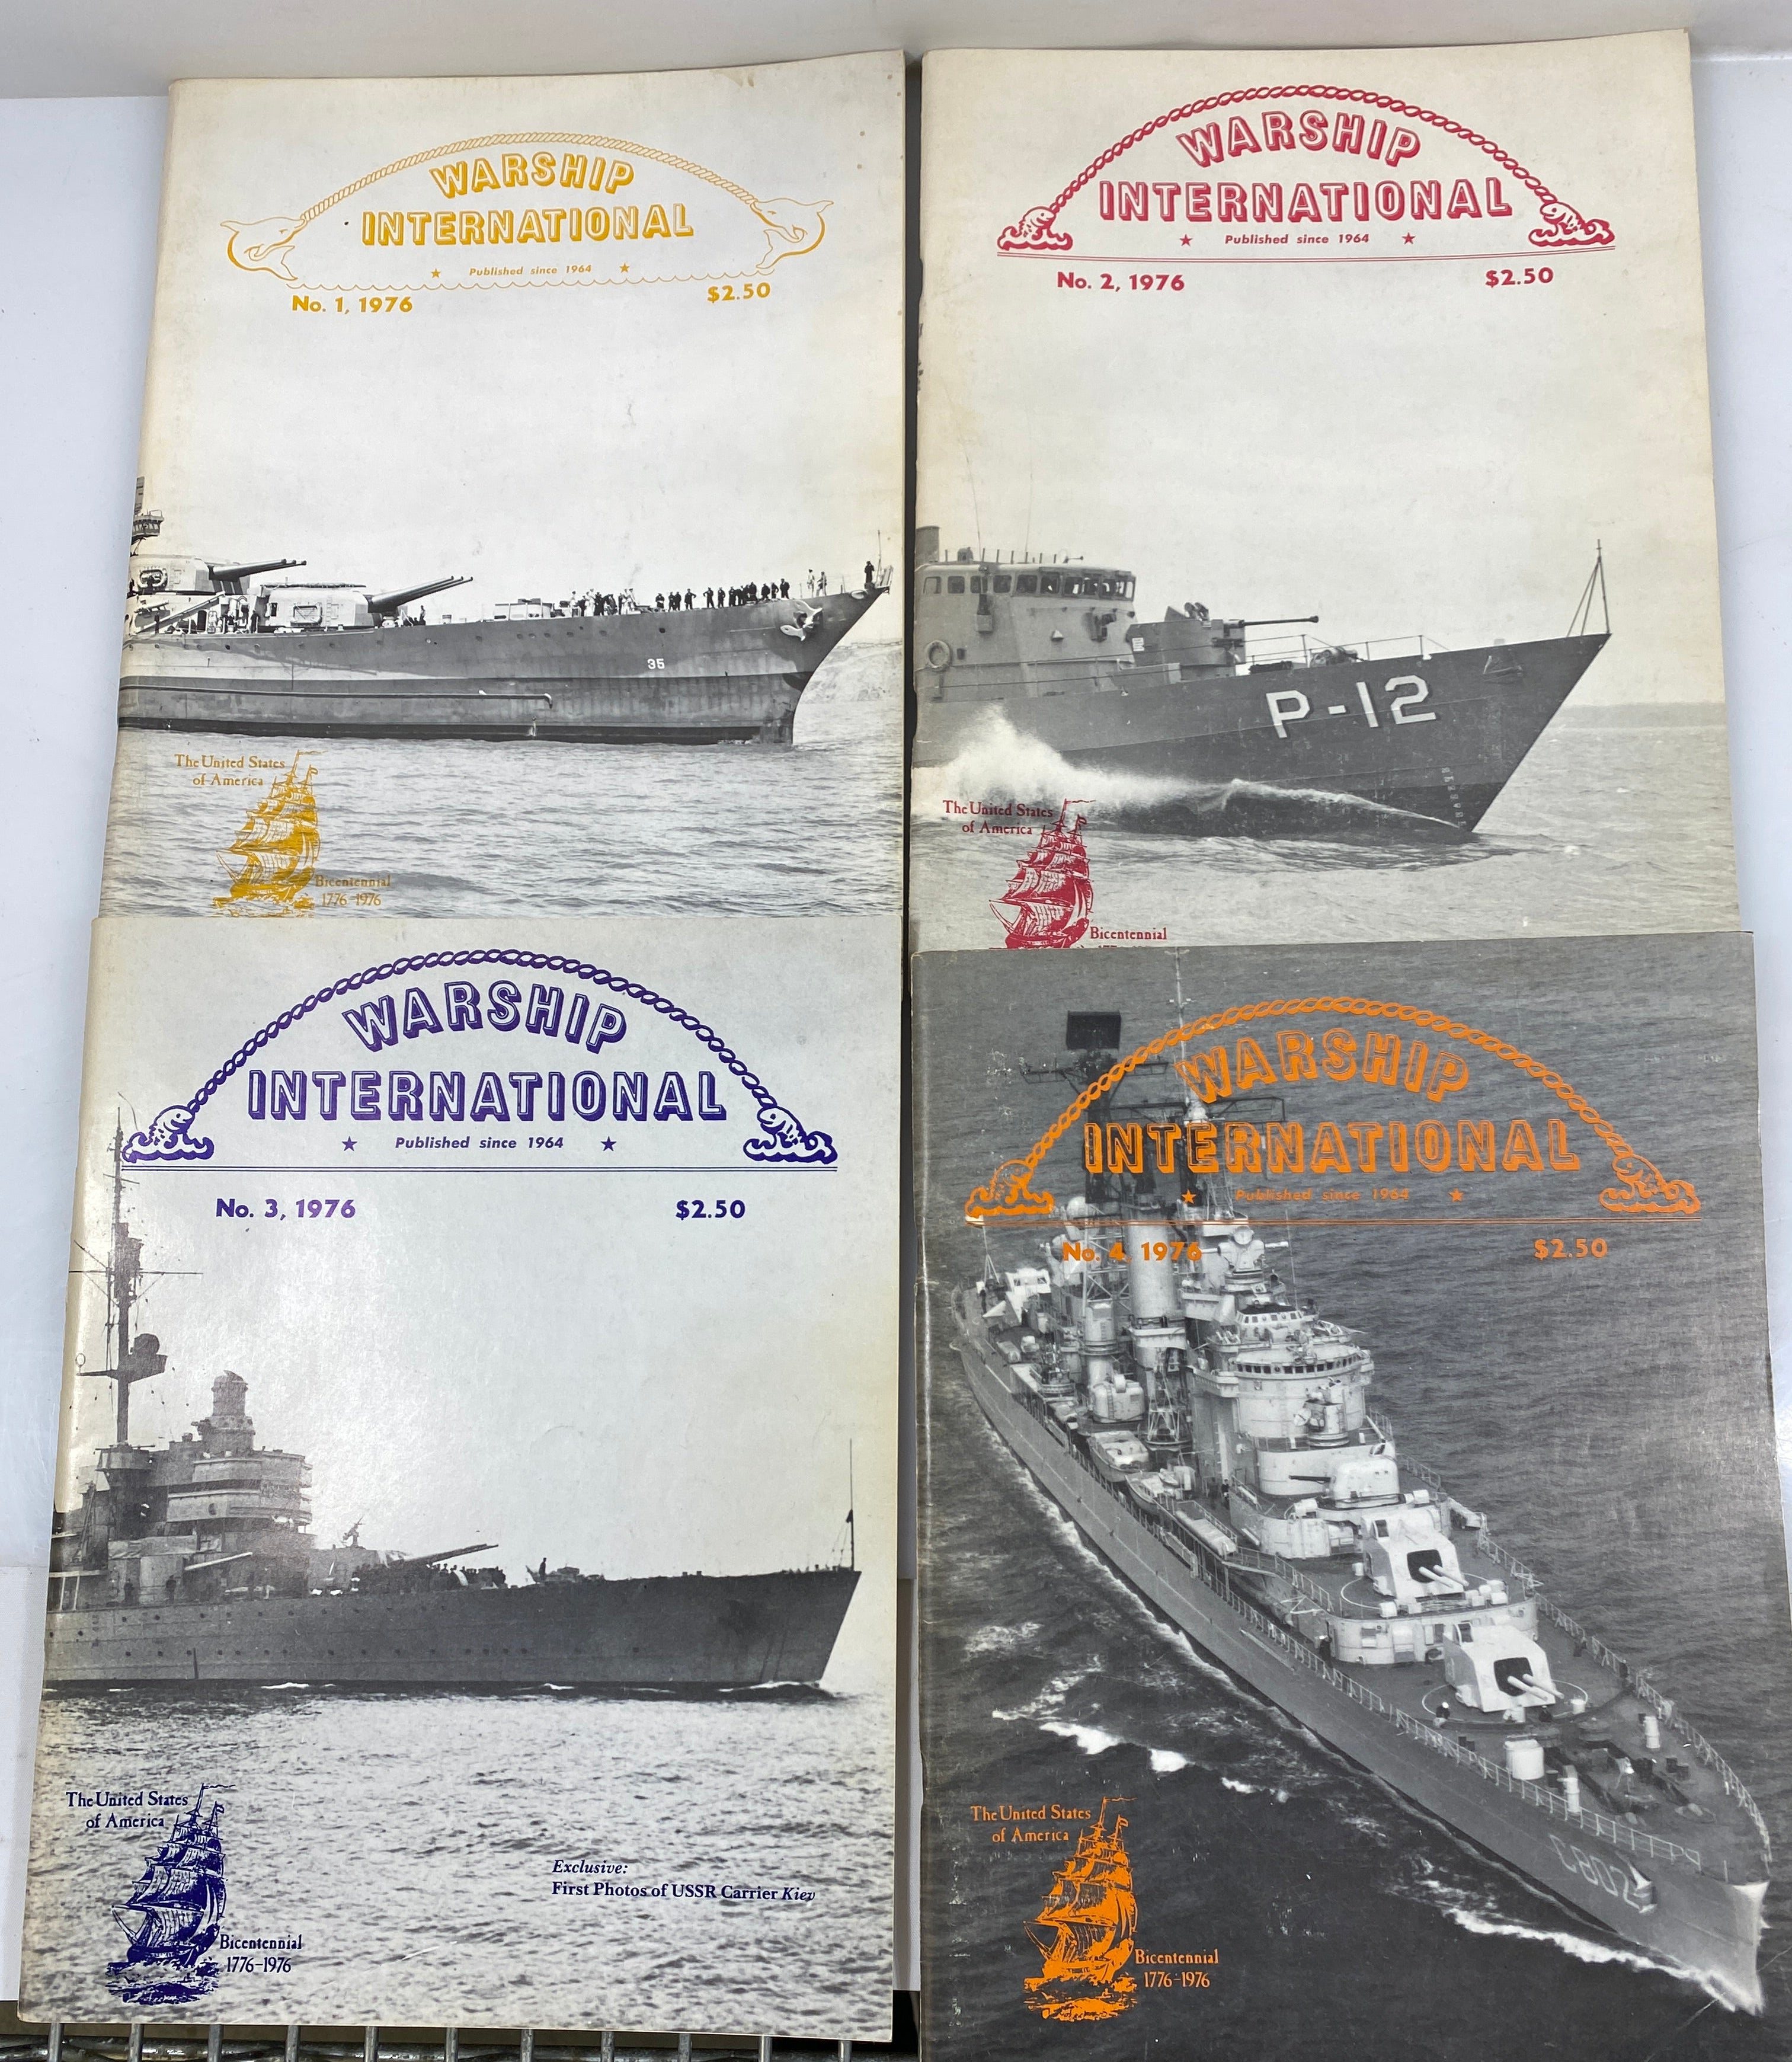 WARSHIP
INTERNATIONAL
★ Published since 1964 ★
No. 1, 1976 $2.50
35
The United States
of America
Bicentennial
1776-1976
WARSHIP
INTERNATIONAL
★ Published since 1964 ★
No. 2, 1976 $2.50
P-12
The United States
of America
Bicentennial
WARSHIP
INTERNATIONAL
★ Published since 1964 ★
No. 3, 1976 $2.50
The United States
of America
Exclusive:
First Photos of USSR Carrier Kiev
Bicentennial
1776-1976
WARSHIP
INTERNATIONAL
★ Published since 1964 ★
No. 4, 1976 $2.50
The United States
of America
Bicentennial
1776-1976